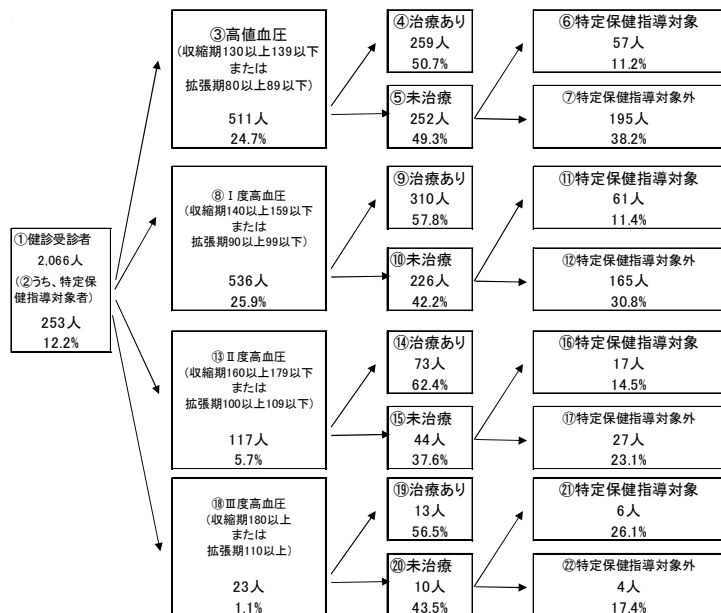 ①健診受診者
2,066人
(②うち、特定保
健指導対象者)
253人
12.2%
③高値血圧
(収縮期130以上139以下
または
拡張期80以上89以下)
511人
24.7%
④治療あり
259人
50.7%
⑤未治療
252人
49.3%
⑥特定保健指導対象
57人
11.2%
⑦特定保健指導対象外
195人
38.2%
⑧Ⅰ度高血圧
(収縮期140以上159以下
または
拡張期90以上99以下)
536人
25.9%
⑨治療あり
310人
57.8%
⑩未治療
226人
42.2%
⑪特定保健指導対象
61人
11.4%
⑫特定保健指導対象外
165人
30.8%
⑬Ⅱ度高血圧
(収縮期160以上179以下
または
拡張期100以上109以下)
117人
5.7%
⑭治療あり
73人
62.4%
⑮未治療
44人
37.6%
⑯特定保健指導対象
17人
14.5%
⑰特定保健指導対象外
27人
23.1%
⑱Ⅲ度高血圧
(収縮期180以上
または
拡張期110以上)
23人
1.1%
⑲治療あり
13人
56.5%
⑳未治療
10人
43.5%
㉑特定保健指導対象
6人
26.1%
㉒特定保健指導対象外
4人
17.4%